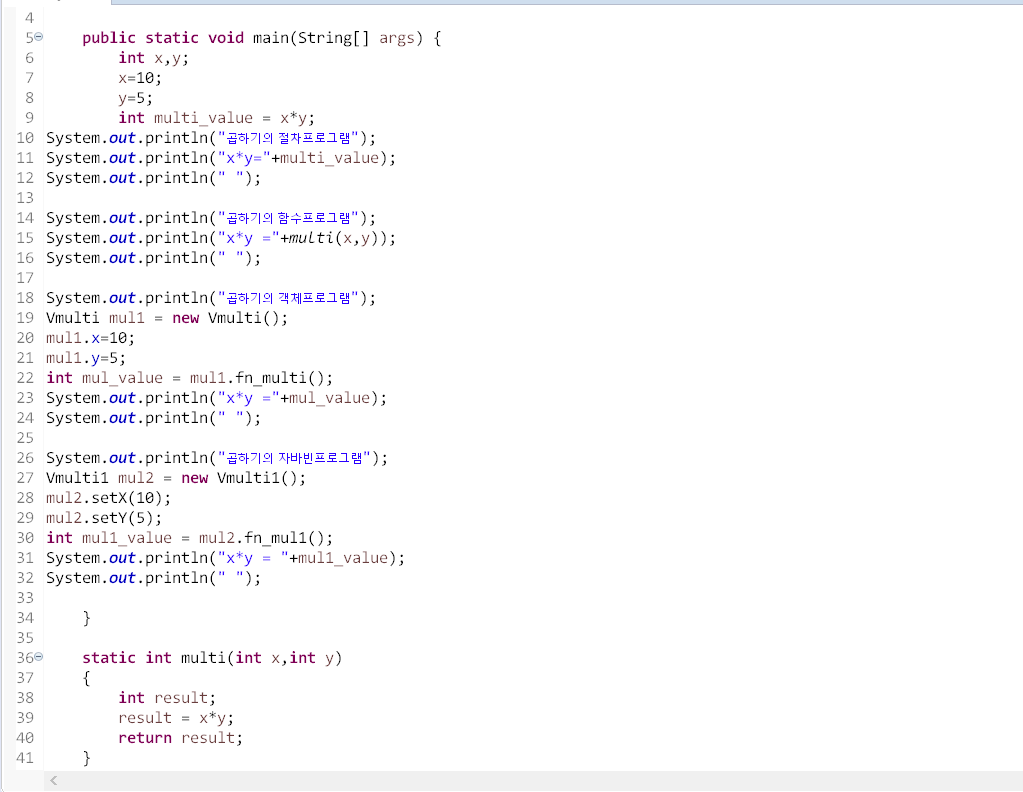 4
5 public static void main(String[] args) {
6 int x,y;
7 x=10;
8 y=5;
9 int multi_value = x*y;
10 System.out.println("곱하기의 절차프로그램");
11 System.out.println("x*y="+multi_value);
12 System.out.println(" ");
13
14 System.out.println("곱하기의 함수프로그램");
15 System.out.println("x*y ="+multi(x,y));
16 System.out.println(" ");
17
18 System.out.println("곱하기의 객체프로그램");
19 Vmulti mul1 = new Vmulti();
20 mul1.x=10;
21 mul1.y=5;
22 int mul_value = mul1.fn_multi();
23 System.out.println("x*y ="+mul_value);
24 System.out.println(" ");
25
26 System.out.println("곱하기의 자바빈프로그램");
27 Vmulti1 mul2 = new Vmulti1();
28 mul2.setX(10);
29 mul2.setY(5);
30 int mul1_value = mul2.fn_mul1();
31 System.out.println("x*y = "+mul1_value);
32 System.out.println(" ");
33
34 }
35
36 static int multi(int x,int y)
37 {
38 int result;
39 result = x*y;
40 return result;
41 }